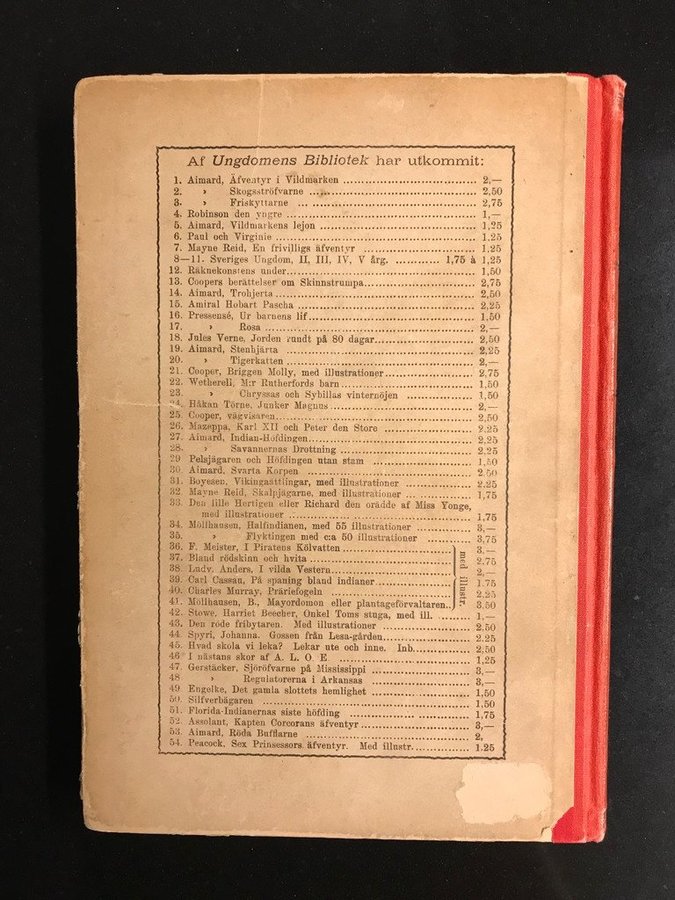 Af Ungdomens Bibliotek har utkommit:
1. Aimard, Äfventyr i Vildmarken ........ 2,—
2. » Skogsströfvarne ........ 2,50
3. » Friskyttarne ........ 2,75
4. Robinson den yngre ........ 1,—
5. Aimard, Vildmarkens lejon ........ 1,25
6. Paul och Virginie ........ 1.25
7. Mayne Reid, En frivilligs äfventyr ........ 1,25
8—11. Sveriges Ungdom, II, III, IV, V årg. ........ 1,75 à 1,25
12. Räknekonstens under ........ 1,50
13. Coopers berättelser om Skinnstrumpa ........ 2,75
14. Aimard, Trohjerta ........ 2,50
15. Amiral Hobart Pascha ........ 2,25
16. Pressensé, Ur barnens lif ........ 1,50
17. » Rosa ........ 2,—
18. Jules Verne, Jorden rundt på 80 dagar ........ 2,50
19. Aimard, Stenhjärta ........ 2,25
20. » Tigerkatten ........ 2,—
21. Cooper, Briggen Molly, med illustrationer ........ 2,75
22. Wetherell, M:r Rutherfords barn ........ 1,50
23. » Chryssas och Sybillas vinternöjen ........ 1,50
24. Håkan Törne, Junker Magnus ........ 2,—
25. Cooper, vägvisaren ........ 2,50
26. Mazeppa, Karl XII och Peter den Store ........ 2,25
27. Aimard, Indian-Höfdingen ........ 2,25
28. » Savannernas Drottning ........ 2,25
29 Pelsjägaren och Höfdingen utan stam ........ 1,50
30. Aimard, Svarta Korpen ........ 2.50
31. Boyesen, Vikingaättlingar, med illustrationer ........ 2.25
32 Mayne Reid, Skalpjägarne, med illustrationer ........ 1,75
33. Den lille Hertigen eller Richard den orädde af Miss Yonge,
med illustrationer ........ 1,75
34. Möllhausen, Halfindianen, med 55 illustrationer ........ 3,—
35. » Flyktingen med c:a 50 illustrationer ........ 3,75
36. F. Meister, I Piratens Kölvatten ........ 3,—
37. Bland rödskinn och hvita ........ 2.75
38. Ludv. Anders, I vilda Vestern ........ 2,—
39. Carl Cassau, På spaning bland indianer ........ 1.75
40. Charles Murray, Präriefogeln ........ 2,25
41. Möllhausen, B., Mayordomon eller plantageförvaltaren ........ 3,50
med illustr.
42. Stowe, Harriet Beecher, Onkel Toms stuga, med ill. ........ 1,—
43. Den röde fribytaren. Med illustrationer ........ 2.50
44. Spyri, Johanna. Gossen från Lesa-gården ........ 2.25
45. Hvad skola vi leka? Lekar ute och inne. Inb. ........ 2,50
46 I nästans skor af A. L. O. E ........ 1,25
47. Gerstäcker, Sjöröfvarne på Mississippi ........ 3,—
48 » Regulatorerna i Arkansas ........ 3,—
49 Engelke, Det gamla slottets hemlighet ........ 1,50
50. Silfverbägaren ........ 1,50
51. Florida-Indianernas siste höfding ........ 1,75
52. Assolant, Kapten Corcorans äfventyr ........ 3,—
53. Aimard, Röda Bufflarne ........ 2,
54. Peacock, Sex Prinsessors äfventyr. Med illustr. ........ 1.25